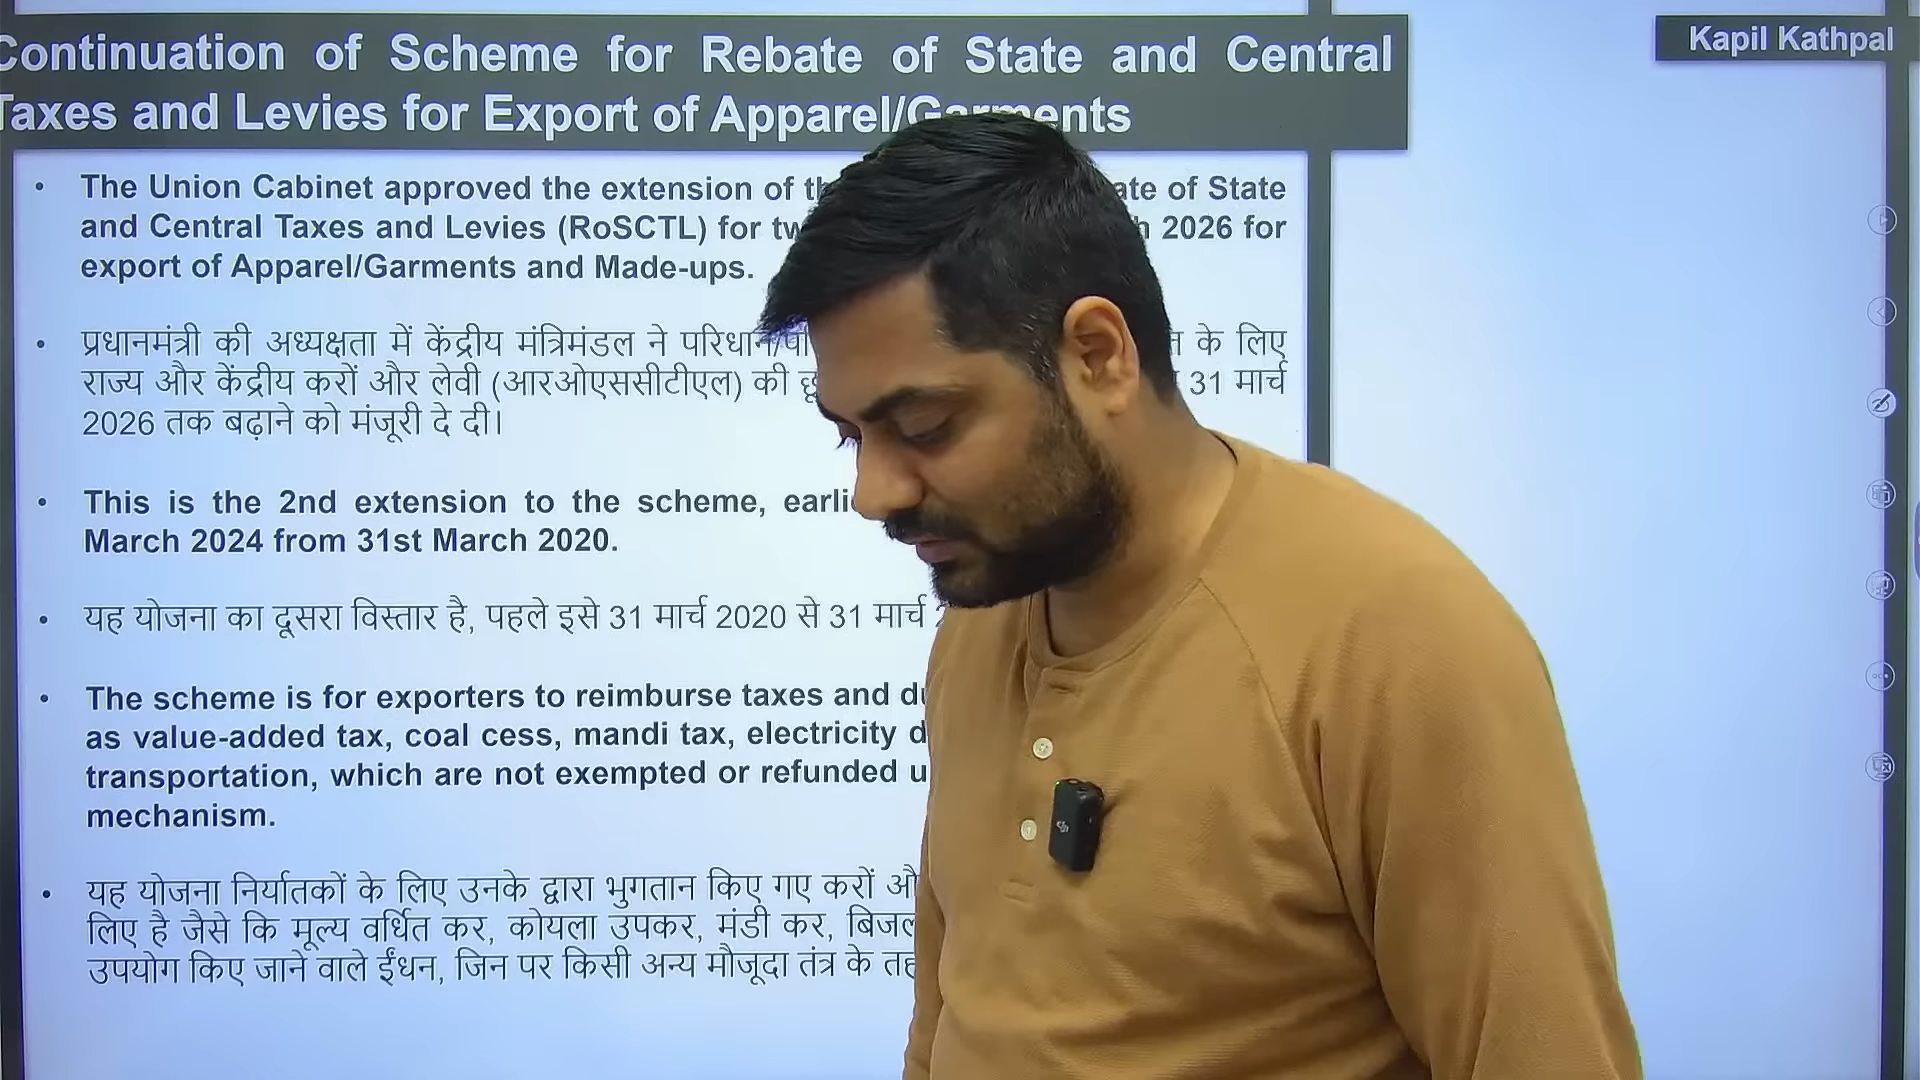 Continuation of Scheme for Rebate of State and Central
Taxes and Levies for Export of Apparel/Garments
Kapil Kathpal
• The Union Cabinet approved the extension of of State
and Central Taxes and Levies (RoSCTL) for 2026 for
export of Apparel/Garments and Made-ups.
• प्रधानमंत्री की अध्यक्षता में केंद्रीय मंत्रिमंडल ने के लिए
राज्य और केंद्रीय करों और लेवी (आरओएससीटीएल) की 31 मार्च
2026 तक बढ़ाने को मंजूरी दे दी।
• This is the 2nd extension to the scheme,
March 2024 from 31st March 2020.
• यह योजना का दूसरा विस्तार है, पहले इसे 31 मार्च 2020 से 31 मार्च
• The scheme is for exporters to reimburse taxes and
as value-added tax, coal cess, mandi tax, electricity
transportation, which are not exempted or refunded
mechanism.
• यह योजना निर्यातकों के लिए उनके द्वारा भुगतान किए गए करों
लिए है जैसे कि मूल्य वर्धित कर, कोयला उपकर, मंडी कर,
उपयोग किए जाने वाले ईंधन, जिन पर किसी अन्य मौजूदा तंत्र के